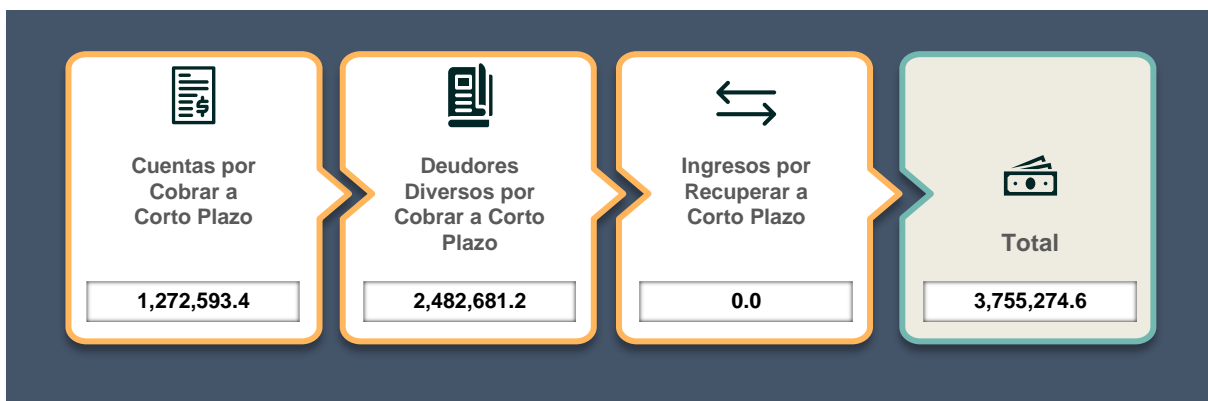 Cuentas por
Cobrar a
Corto Plazo
1,272,593.4
Deudores
Diversos por
Cobrar a Corto
Plazo
2,482,681.2
Ingresos por
Recuperar a
Corto Plazo
0.0
Total
3,755,274.6